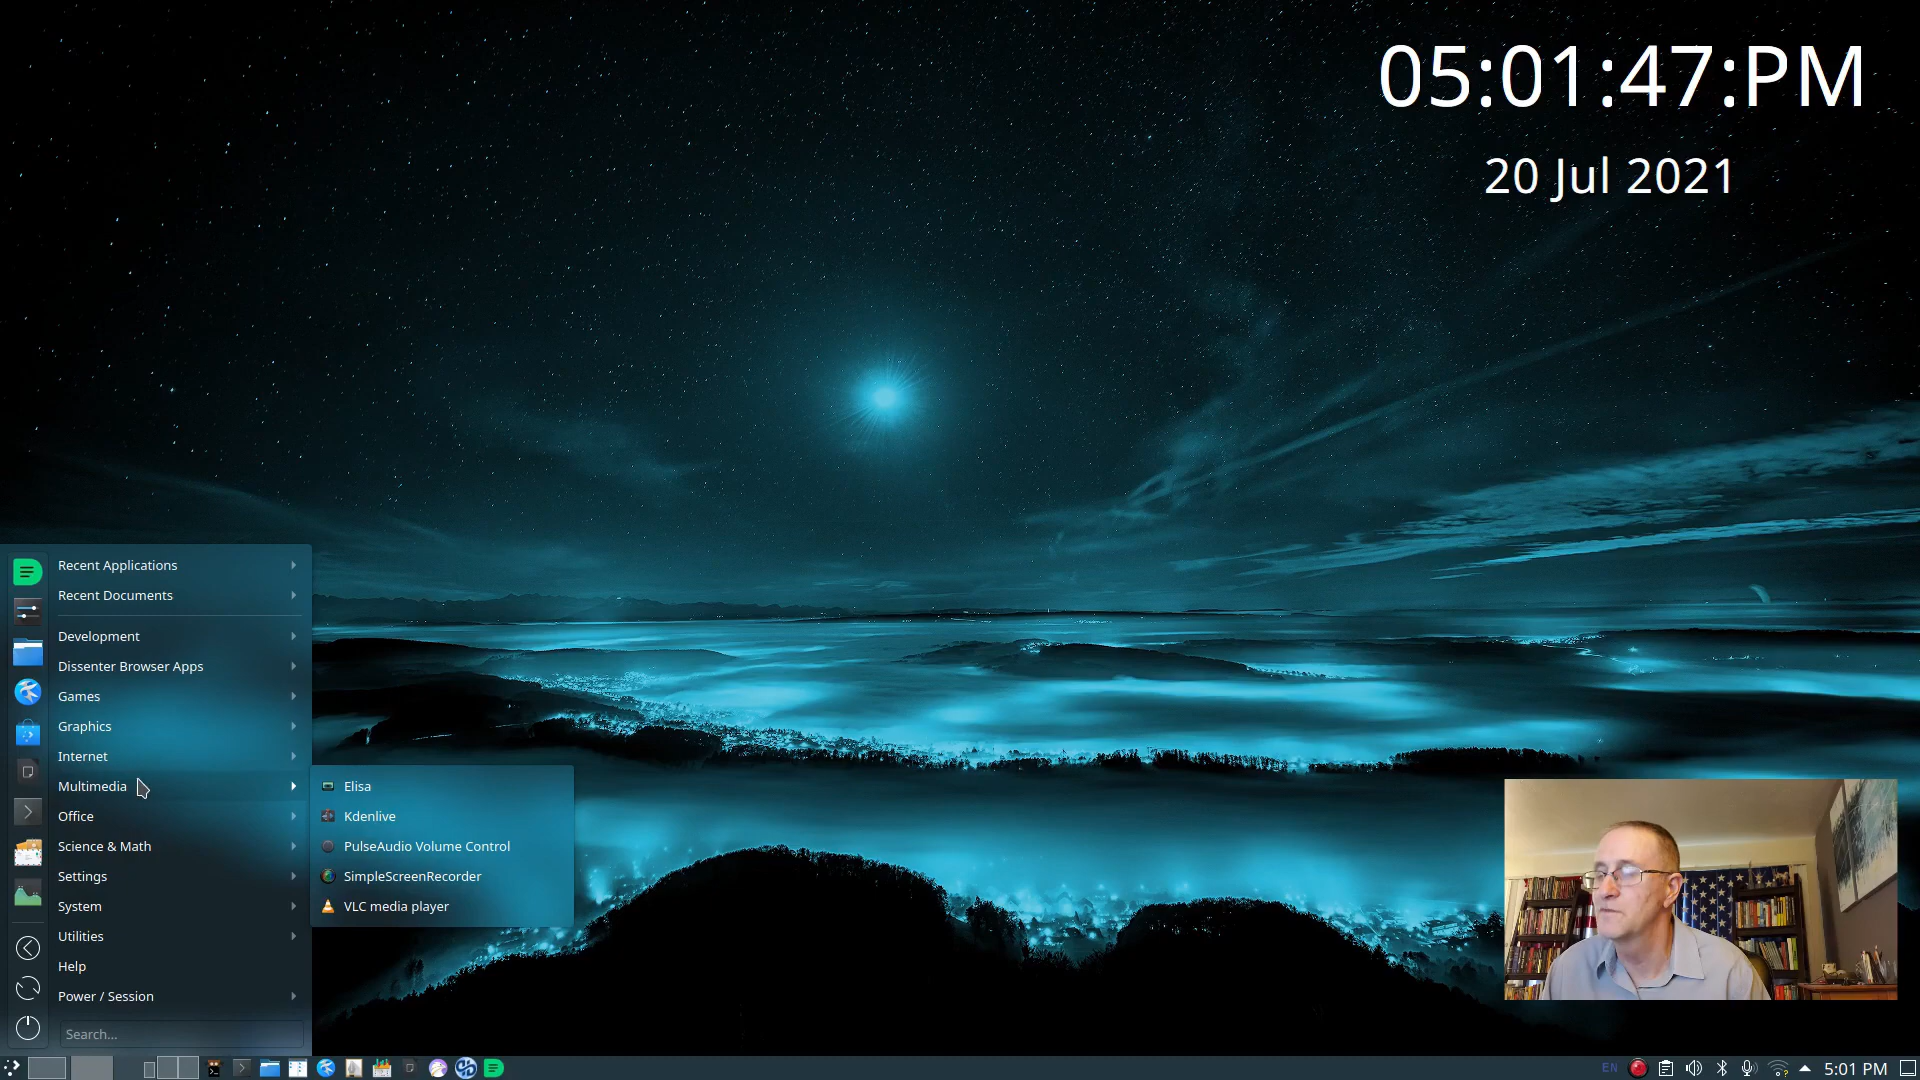 05:01:47:PM
20 Jul 2021
Recent Applications
Recent Documents
Development
Dissenter Browser Apps
Games
Graphics
Internet
Multimedia
Office
Science & Math
Settings
System
Utilities
Help
Power / Session
Search...
Elisa
Kdenlive
PulseAudio Volume Control
SimpleScreenRecorder
VLC media player
EN
5:01 PM